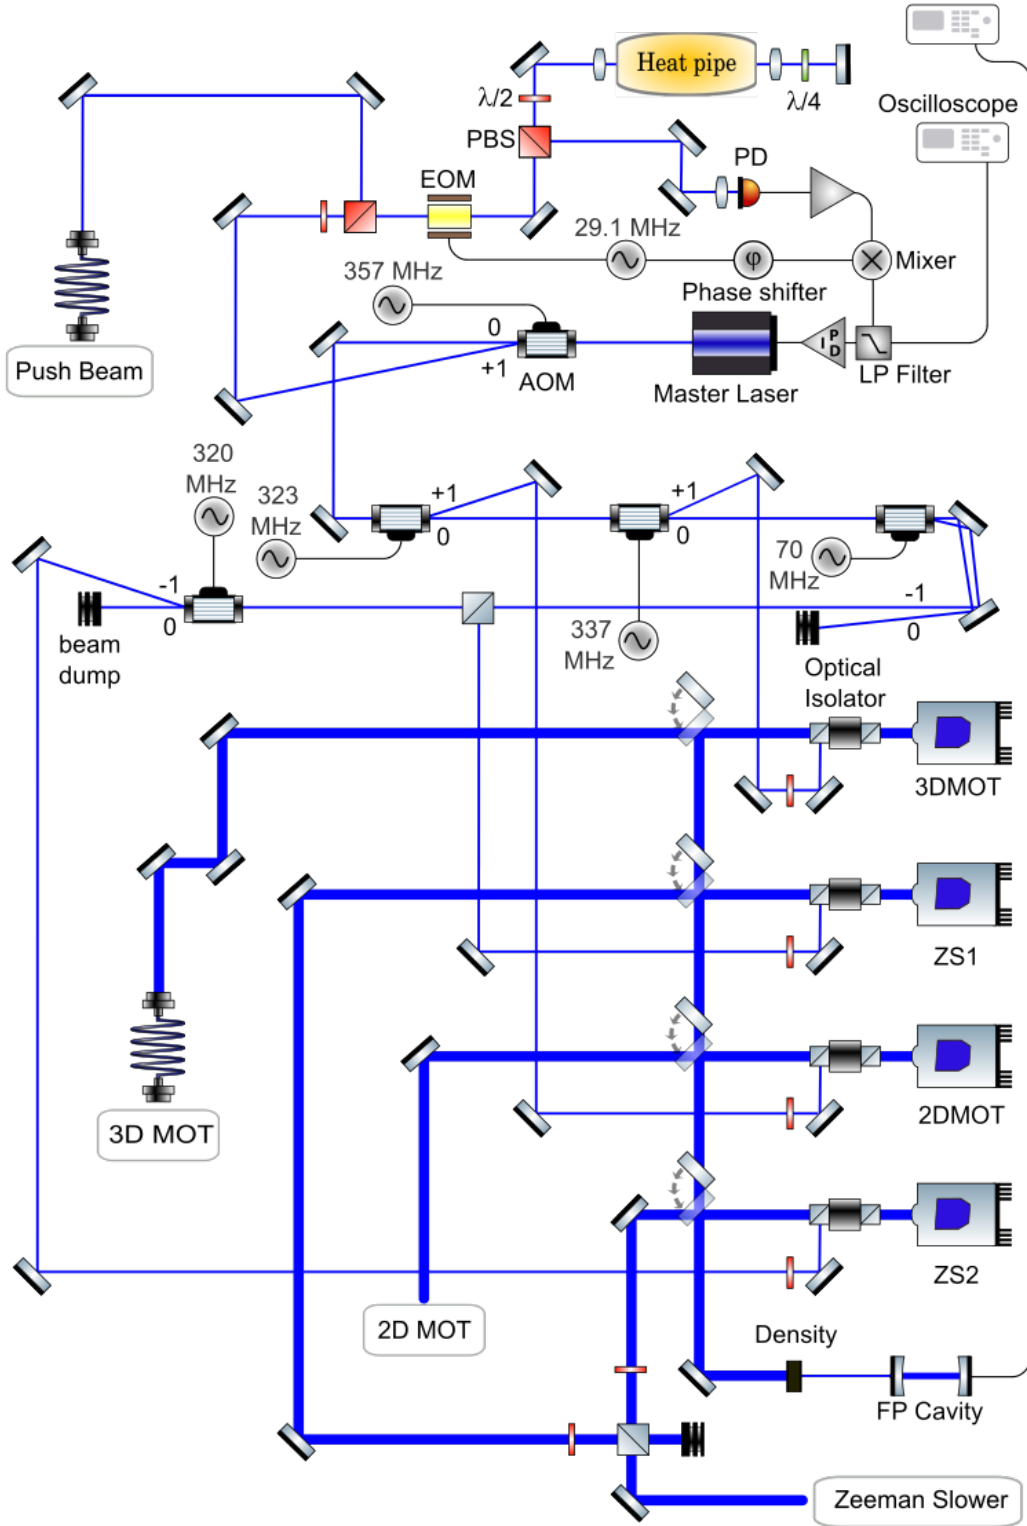 Heat pipe
λ/2
λ/4
Oscilloscope
PBS
PD
EOM
29.1 MHz
φ
Mixer
357 MHz
Phase shifter
0
+1
AOM
I
P
D
Push Beam
Master Laser
LP Filter
320
MHz
323
MHz
+1
0
+1
0
70
MHz
-1
0
beam
dump
337
MHz
-1
0
Optical
Isolator
3DMOT
ZS1
3D MOT
2DMOT
ZS2
2D MOT
Density
FP Cavity
Zeeman Slower